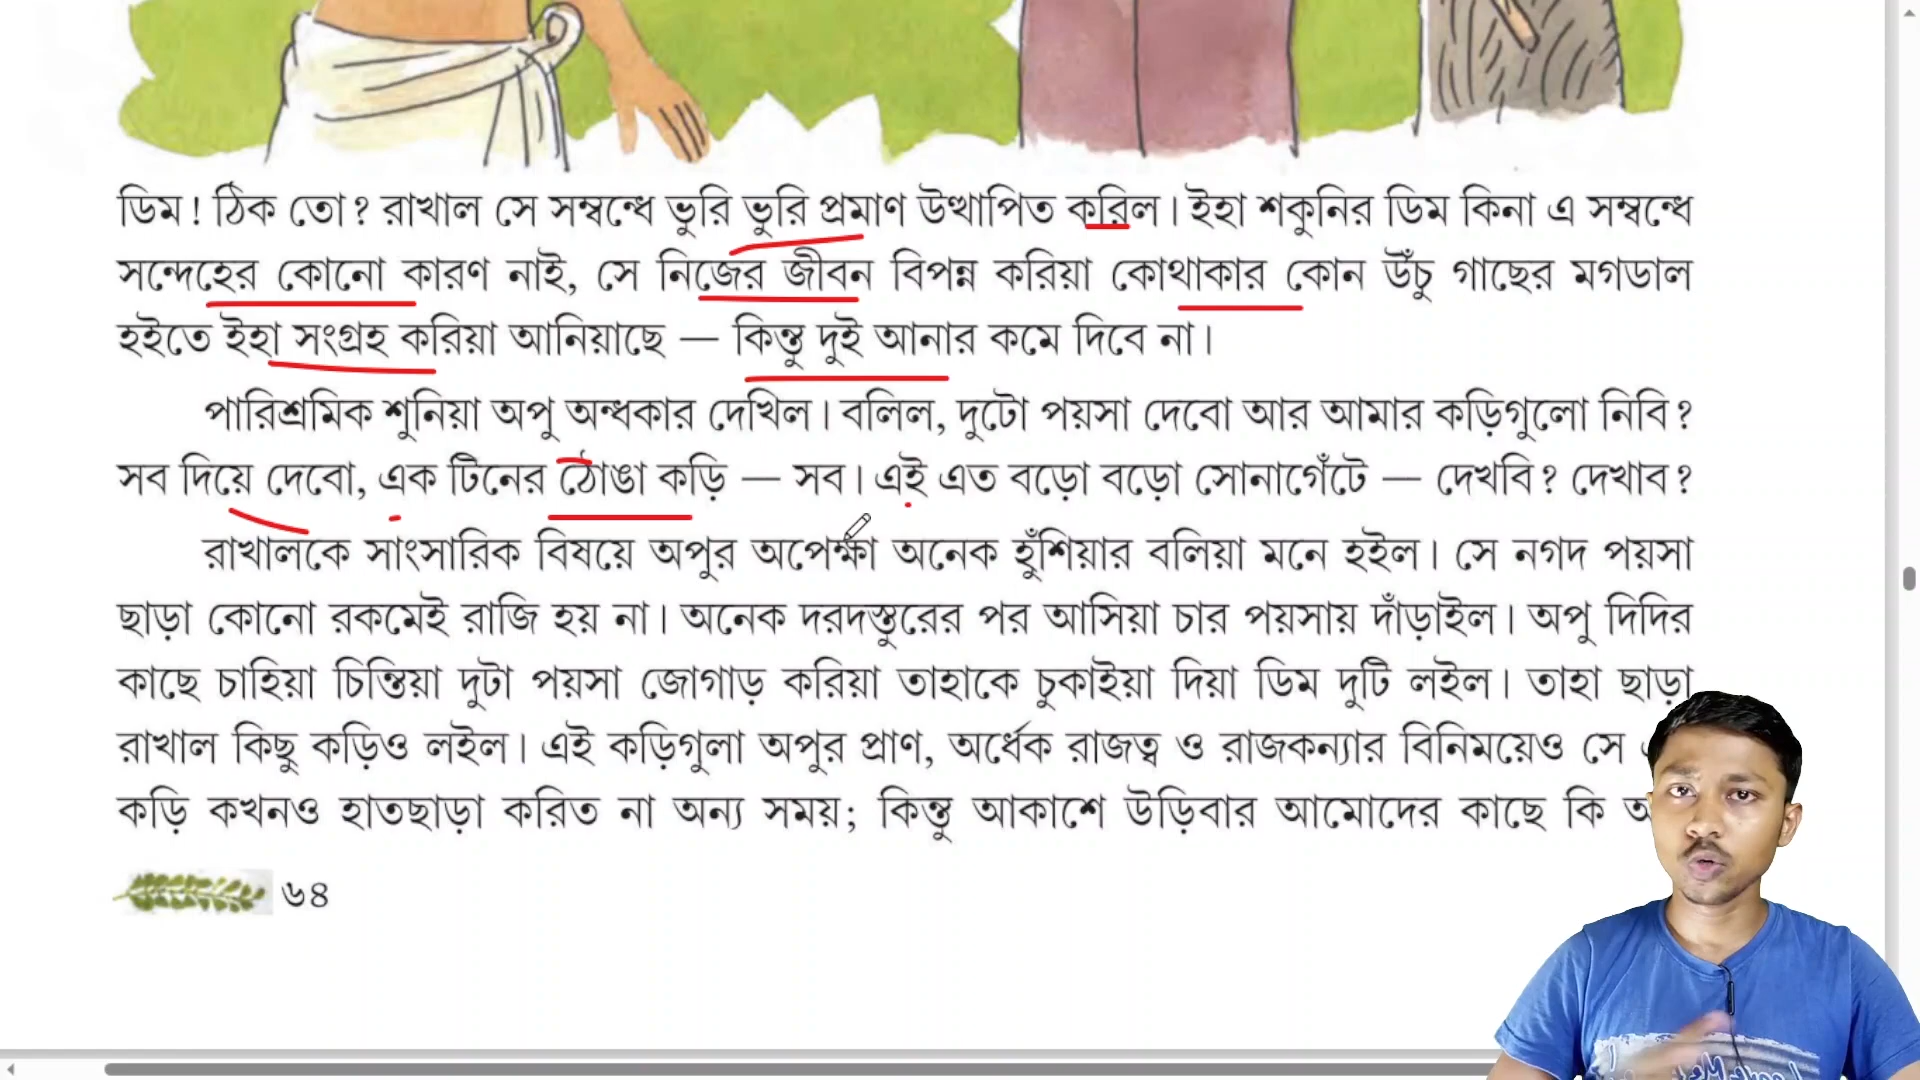 ডিম! ঠিক তো? রাখাল সে সম্বন্ধে ভুরি ভুরি প্রমাণ উত্থাপিত করিল। ইহা শকুনির ডিম কিনা এ সম্বন্ধে
সন্দেহের কোনো কারণ নাই, সে নিজের জীবন বিপন্ন করিয়া কোথাকার কোন উঁচু গাছের মগডাল
হইতে ইহা সংগ্রহ করিয়া আনিয়াছে — কিন্তু দুই আনার কমে দিবে না।
পারিশ্রমিক শুনিয়া অপু অন্ধকার দেখিল। বলিল, দুটো পয়সা দেবো আর আমার কড়িগুলো নিবি?
সব দিয়ে দেবো, এক টিনের ঠোঙা কড়ি — সব। এই এত বড়ো বড়ো সোনাগেঁটে — দেখবি? দেখাব?
রাখালকে সাংসারিক বিষয়ে অপুর অপেক্ষা অনেক হুঁশিয়ার বলিয়া মনে হইল। সে নগদ পয়সা
ছাড়া কোনো রকমেই রাজি হয় না। অনেক দরদস্তুরের পর আসিয়া চার পয়সায় দাঁড়াইল। অপু দিদির
কাছে চাহিয়া চিন্তিয়া দুটা পয়সা জোগাড় করিয়া তাহাকে চুকাইয়া দিয়া ডিম দুটি লইল। তাহা ছাড়া
রাখাল কিছু কড়িও লইল। এই কড়িগুলা অপুর প্রাণ, অর্ধেক রাজত্ব ও রাজকন্যার বিনিময়েও সে
কড়ি কখনও হাতছাড়া করিত না অন্য সময়; কিন্তু আকাশে উড়িবার আমোদের কাছে কি
৬৪